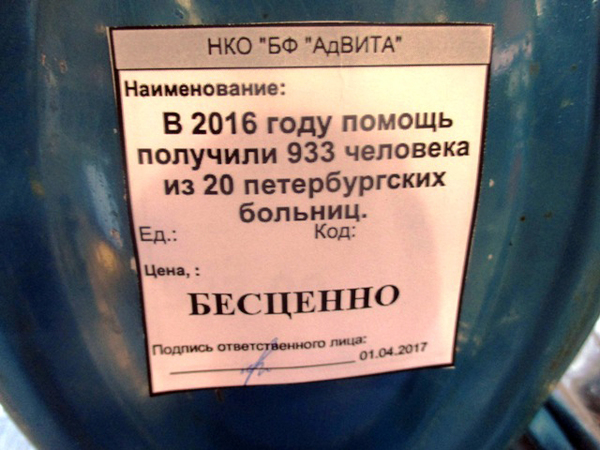 НКО "БФ "АдВИТА"
Наименование:
В 2016 году помощь
получили 933 человека
из 20 петербургских
больниц.
Ед.: Код:
Цена, :
БЕСЦЕННО
Подпись ответственного лица:
01.04.2017